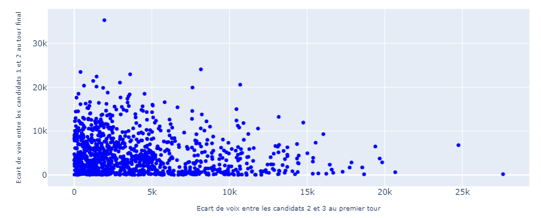 Ecart de voix entre les candidats 1 et 2 au tour final
30k
20k
10k
0
0
5k
10k
15k
20k
25k
Ecart de voix entre les candidats 2 et 3 au premier tour